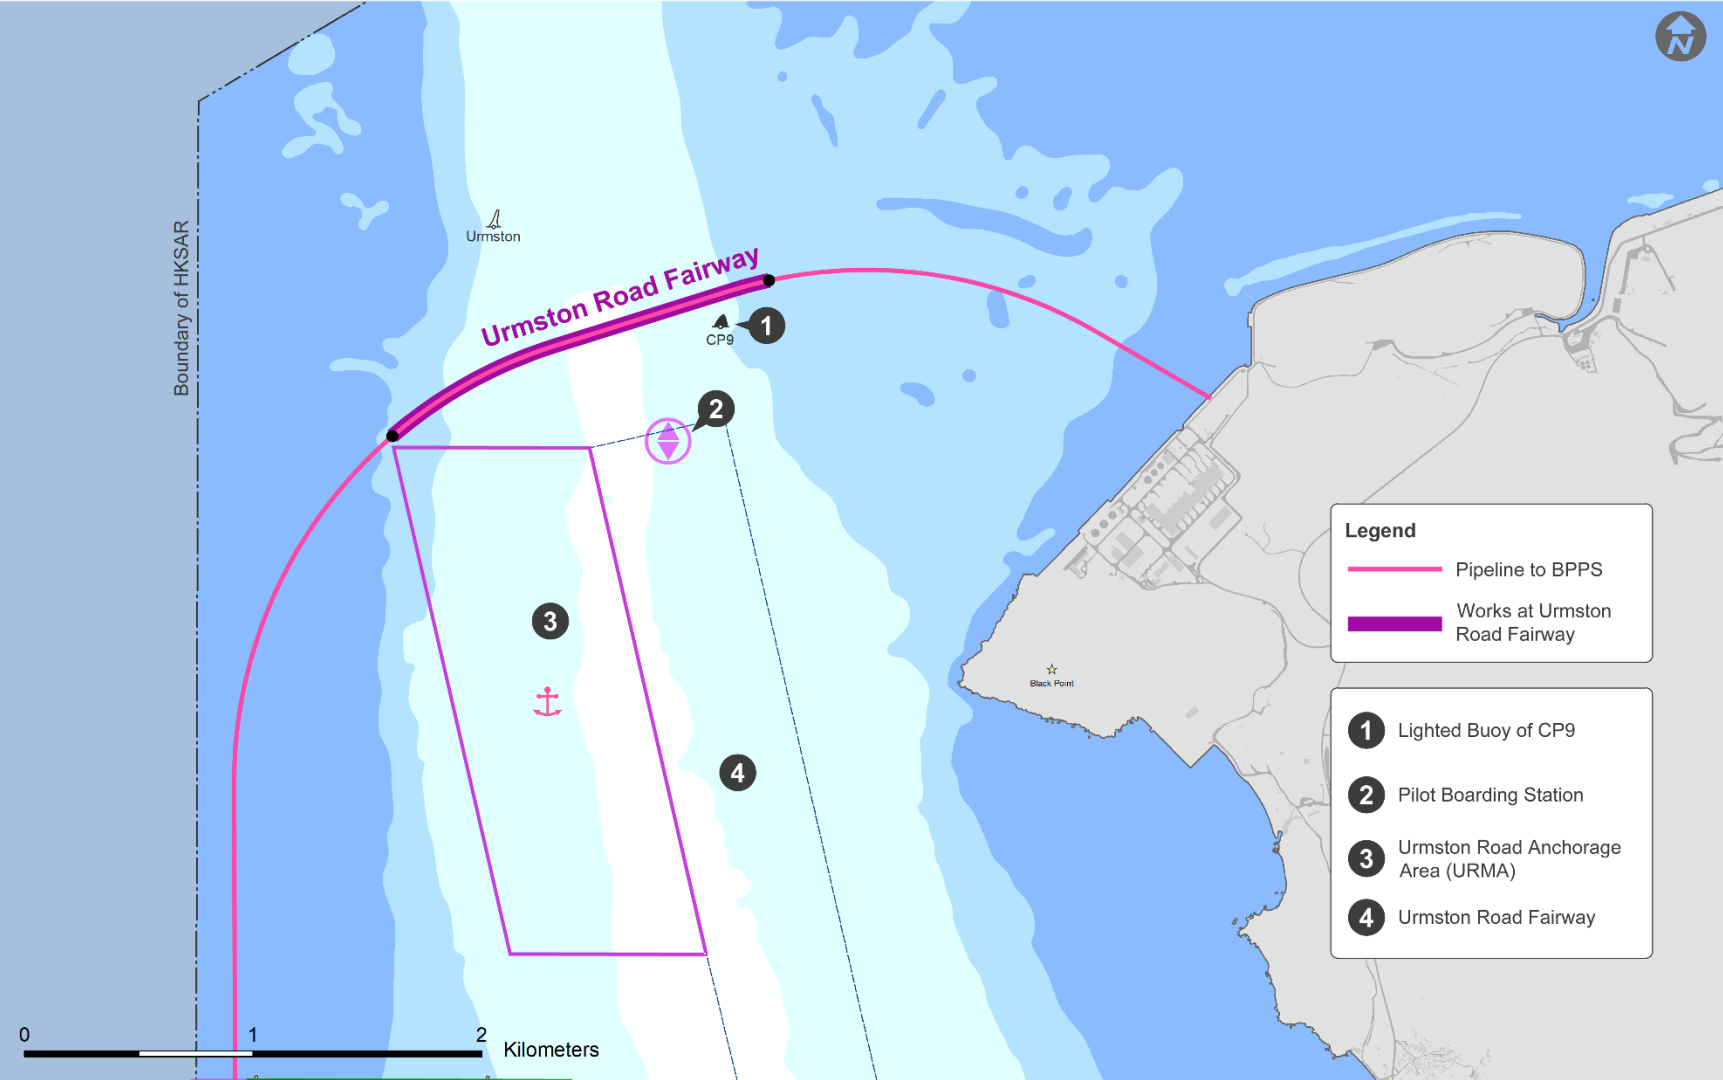 N
Boundary of HKSAR
Urmston
Urmston Road Fairway
1
CP9
2
3
4
Black Point
Legend
Pipeline to BPPS
Works at Urmston
Road Fairway
1 Lighted Buoy of CP9
2 Pilot Boarding Station
3 Urmston Road Anchorage
Area (URMA)
4 Urmston Road Fairway
0 1 2
Kilometers